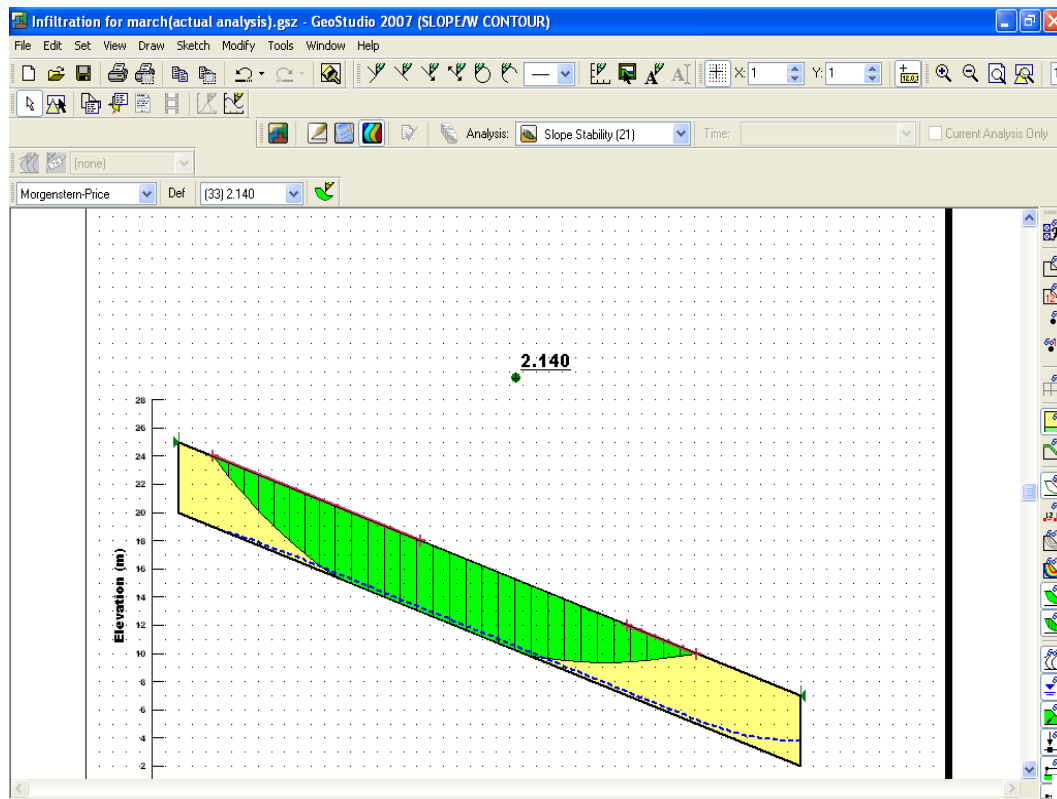 Infiltration for march(actual analysis).gsz - GeoStudio 2007 (SLOPE/W CONTOUR)
File Edit Set View Draw Sketch Modify Tools Window Help
X: 1 Y: 1
Analysis: Slope Stability (21) Time: Current Analysis Only
(none)
Morgenstern-Price Def (33) 2.140
2.140
28
26
24
22
20
18
16
14
12
10
8
6
4
2
Elevation (m)